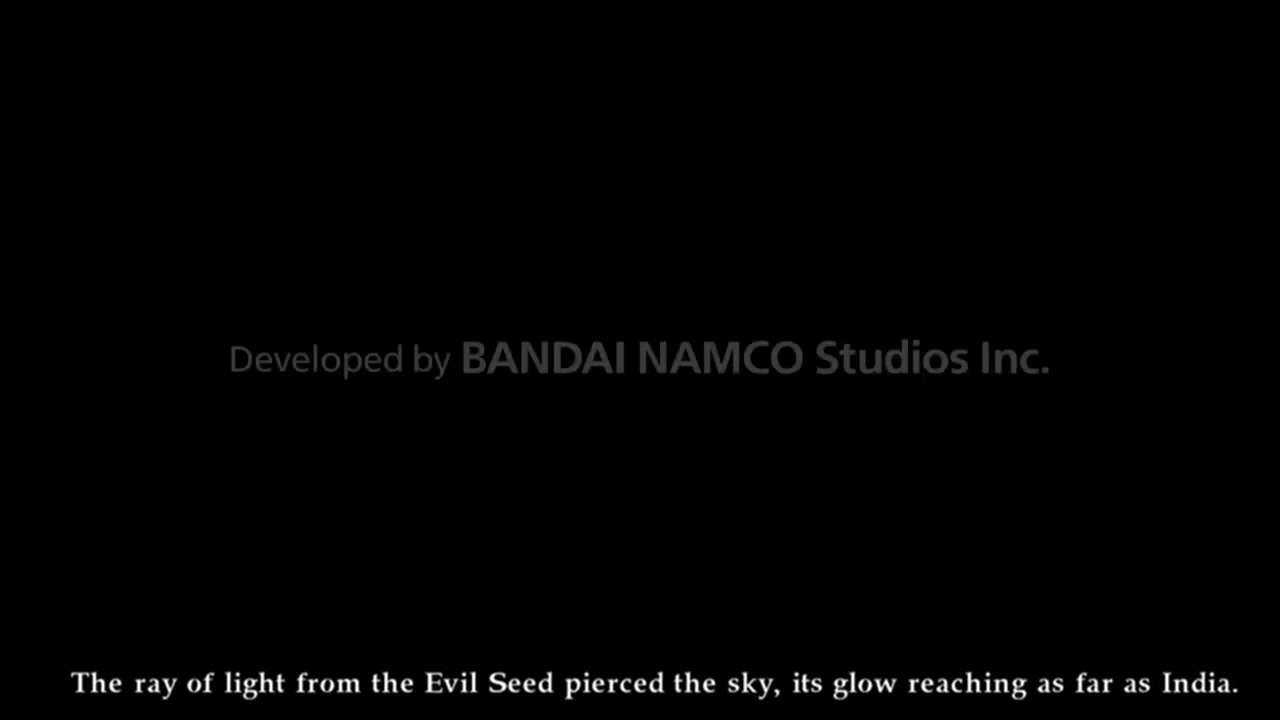 Developed by BANDAI NAMCO Studios Inc.
The ray of light from the Evil Seed pierced the sky, its glow reaching as far as India.